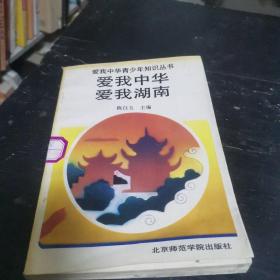 爱我中华青少年知识丛书
爱我中华
爱我湖南
主编
北京师范学院出版社